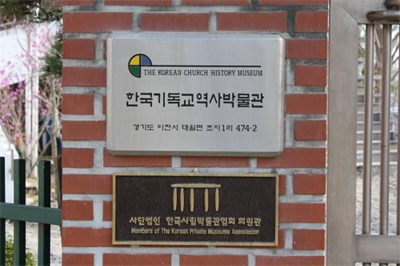 THE KOREAN CHURCH HISTORY MUSEUM
한국기독교역사박물관
경기도 이천시 대월면 초지1리 474-2
사단법인 한국사립박물관협회 회원관
Members of The Korean Private Museums Association